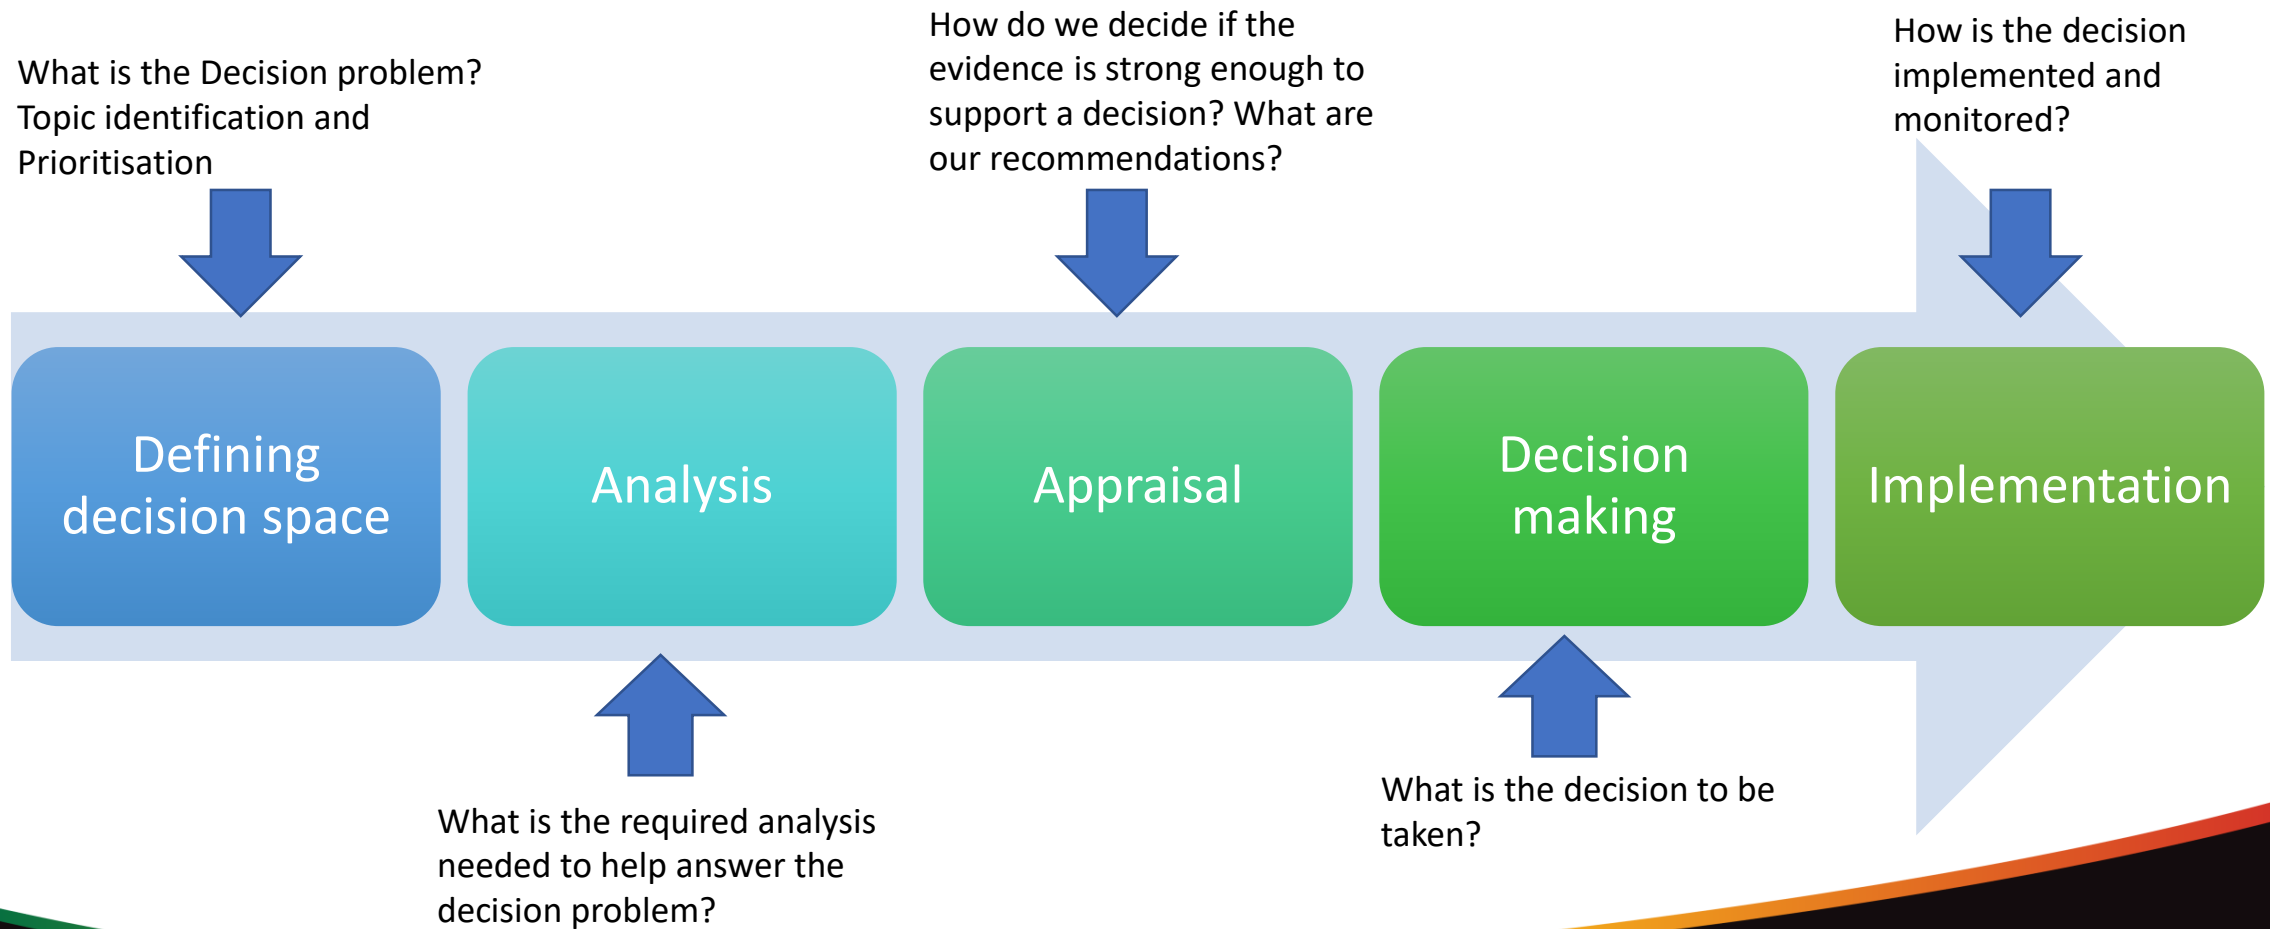 What is the Decision problem?
Topic identification and
Prioritisation
How do we decide if the
evidence is strong enough to
support a decision? What are
our recommendations?
How is the decision
implemented and
monitored?
Defining
decision space
Analysis
Appraisal
Decision
making
Implementation
What is the required analysis
needed to help answer the
decision problem?
What is the decision to be
taken?